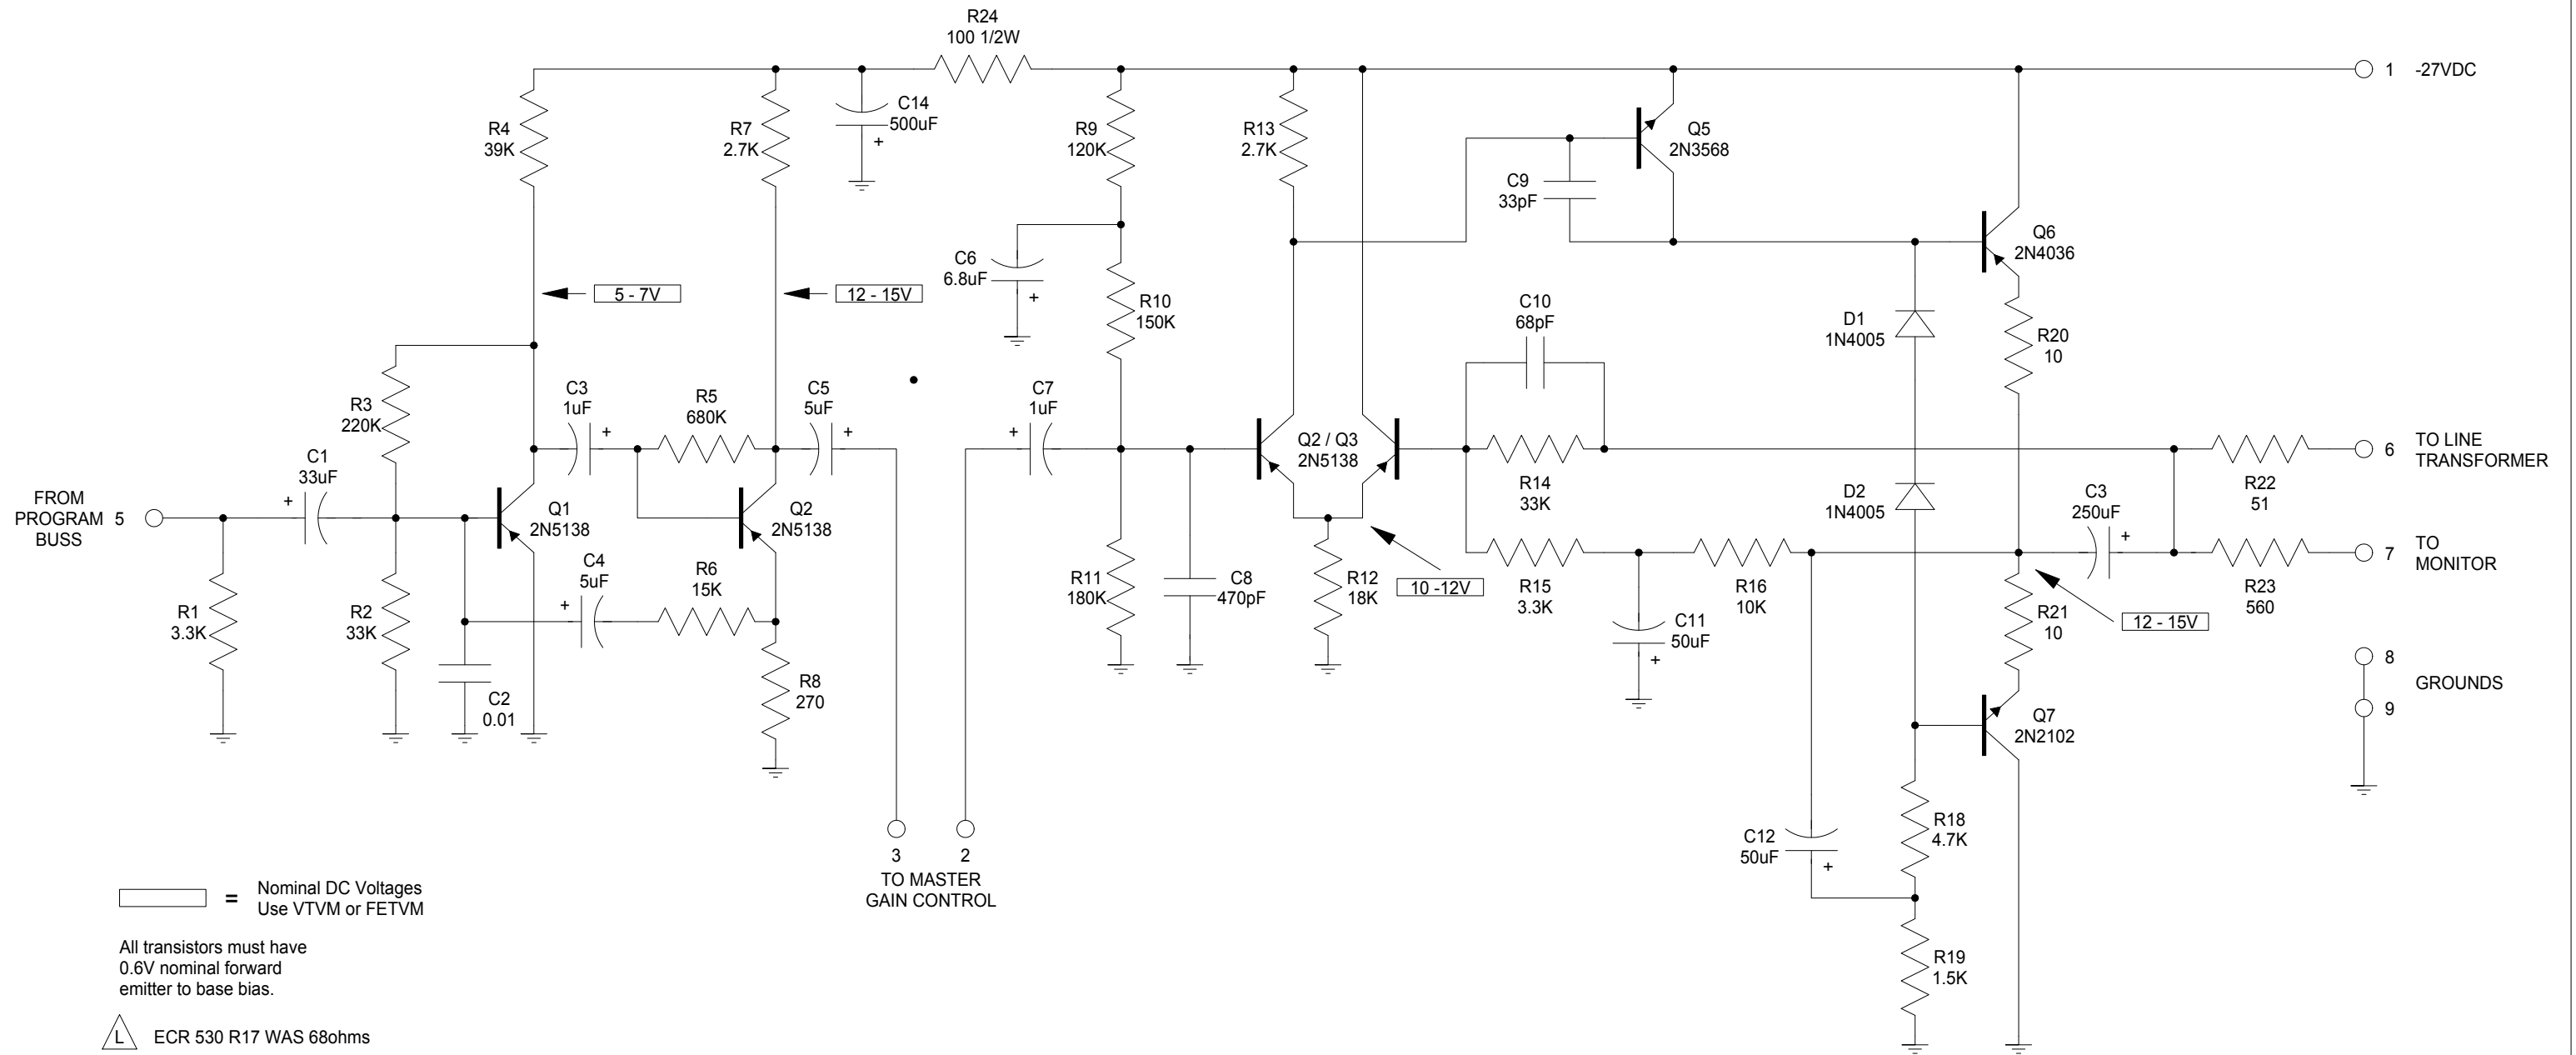 R24
100 1/2W
1 -27VDC
R4
39K
R7
2.7K
C14
500uF
+
R9
120K
R13
2.7K
Q5
2N3568
C9
33pF
Q6
2N4036
C6
6.8uF
+
5 - 7V
12 - 15V
R10
150K
C10
68pF
D1
1N4005
R20
10
R3
220K
C3
1uF
+
R5
680K
C5
5uF
+
C7
1uF
+
Q2 / Q3
2N5138
R14
33K
6 TO LINE
TRANSFORMER
R22
51
C1
33uF
+
FROM
PROGRAM 5
BUSS
Q1
2N5138
Q2
2N5138
D2
1N4005
C3
250uF
+
7 TO
MONITOR
R23
560
R1
3.3K
R2
33K
C4
5uF
+
R6
15K
R11
180K
C8
470pF
R12
18K
10 -12V
R15
3.3K
R16
10K
C11
50uF
+
R21
10
12 - 15V
8
GROUNDS
9
C2
0.01
R8
270
Q7
2N2102
3
2
TO MASTER
GAIN CONTROL
C12
50uF
+
R18
4.7K
R19
1.5K
= Nominal DC Voltages
Use VTVM or FETVM
All transistors must have
0.6V nominal forward
emitter to base bias.
L ECR 530 R17 WAS 68ohms